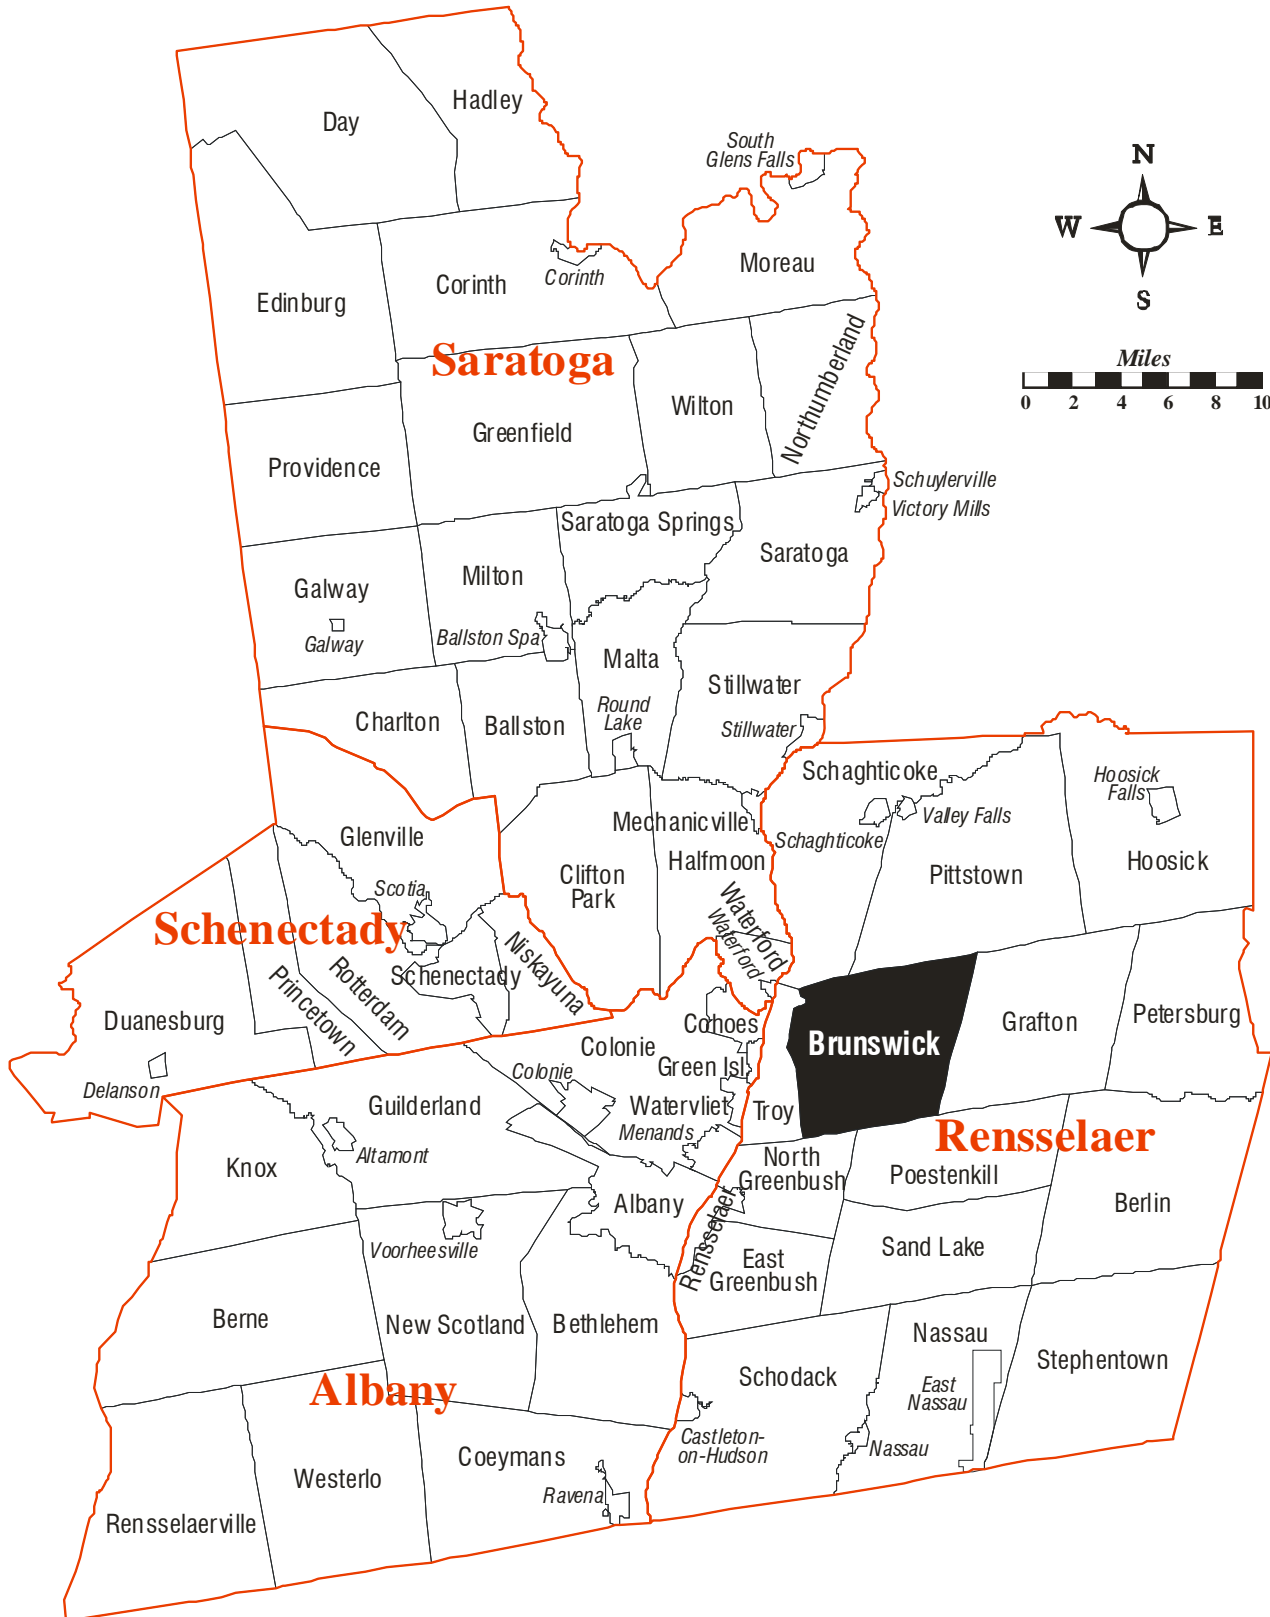 Hadley
Day
South
Glens Falls
N
W
E
S
Moreau
Corinth
Corinth
Edinburg
Saratoga
Northumberland
Miles
0 2 4 6 8 10
Wilton
Greenfield
Providence
Schuylerville
Victory Mills
Saratoga Springs
Saratoga
Milton
Galway
Galway
Ballston Spa
Malta
Stillwater
Round
Lake
Stillwater
Charlton
Ballston
Schaghticoke
Hoosick
Falls
Valley Falls
Schaghticoke
Mechanicville
Halfmoon
Glenville
Clifton
Park
Pittstown
Hoosick
Scotia
Waterford
Waterford
Schenectady
Niskayuna
Schenectady
Rotterdam
Princetown
Duanesburg
Delanson
Cohoes
Colonie
Green Isl
Colonie
Watervliet
Menands
Troy
Brunswick
Grafton
Petersburg
Guilderland
Altamont
Knox
Rensselaer
North
Greenbush
Poestenkill
Berlin
Albany
Rensselaer
Voorheesville
East
Greenbush
Sand Lake
Berne
New Scotland
Bethlehem
Nassau
Stephentown
Schodack
East
Nassau
Albany
Castleton-
on-Hudson
Nassau
Coeymans
Ravena
Westerlo
Rensselaerville